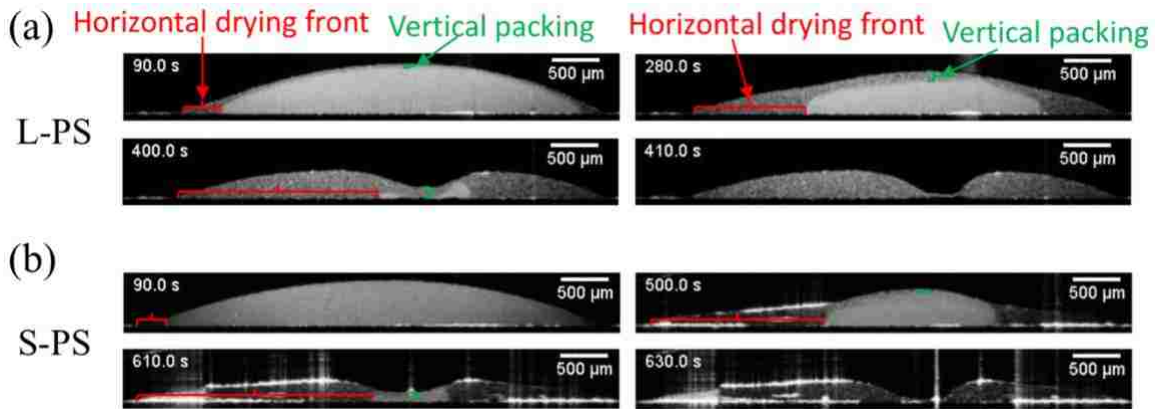 (a)
Horizontal drying front
Vertical packing
Horizontal drying front
Vertical packing
L-PS
90.0 s
500 µm
280.0 s
500 µm
400.0 s
500 µm
410.0 s
500 µm
(b)
S-PS
90.0 s
500 µm
500.0 s
500 µm
610.0 s
500 µm
630.0 s
500 µm